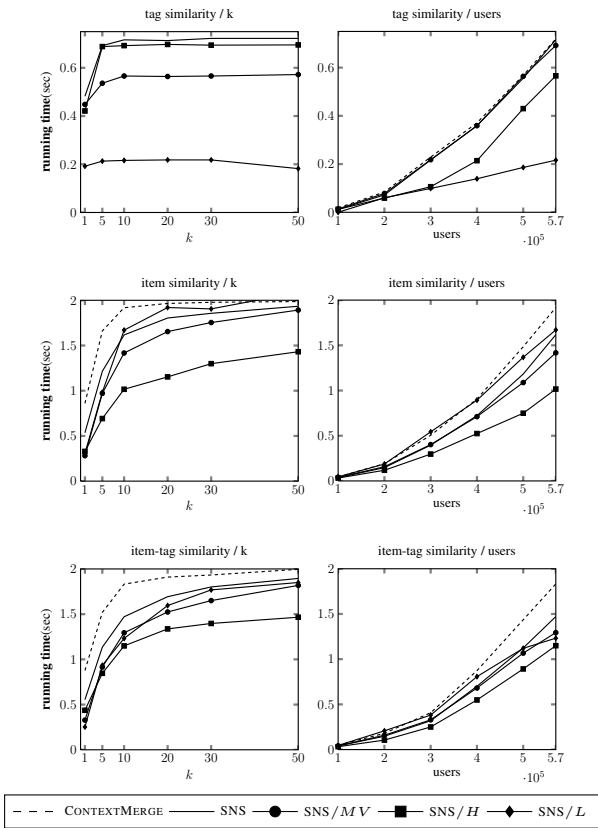 tag similarity / k
tag similarity / users
running time(sec)
0.6
0.4
0.2
0
1 5 10 20 30 50
k
0.6
0.4
0.2
0
1 2 3 4 5 5.7
users
·10⁵
item similarity / k
item similarity / users
running time(sec)
2
1.5
1
0.5
0
1 5 10 20 30 50
k
2
1.5
1
0.5
0
1 2 3 4 5 5.7
users
·10⁵
item-tag similarity / k
item-tag similarity / users
running time(sec)
2
1.5
1
0.5
0
1 5 10 20 30 50
k
2
1.5
1
0.5
0
1 2 3 4 5 5.7
users
·10⁵
CONTEXTMERGE SNS SNS/MV SNS/H SNS/L